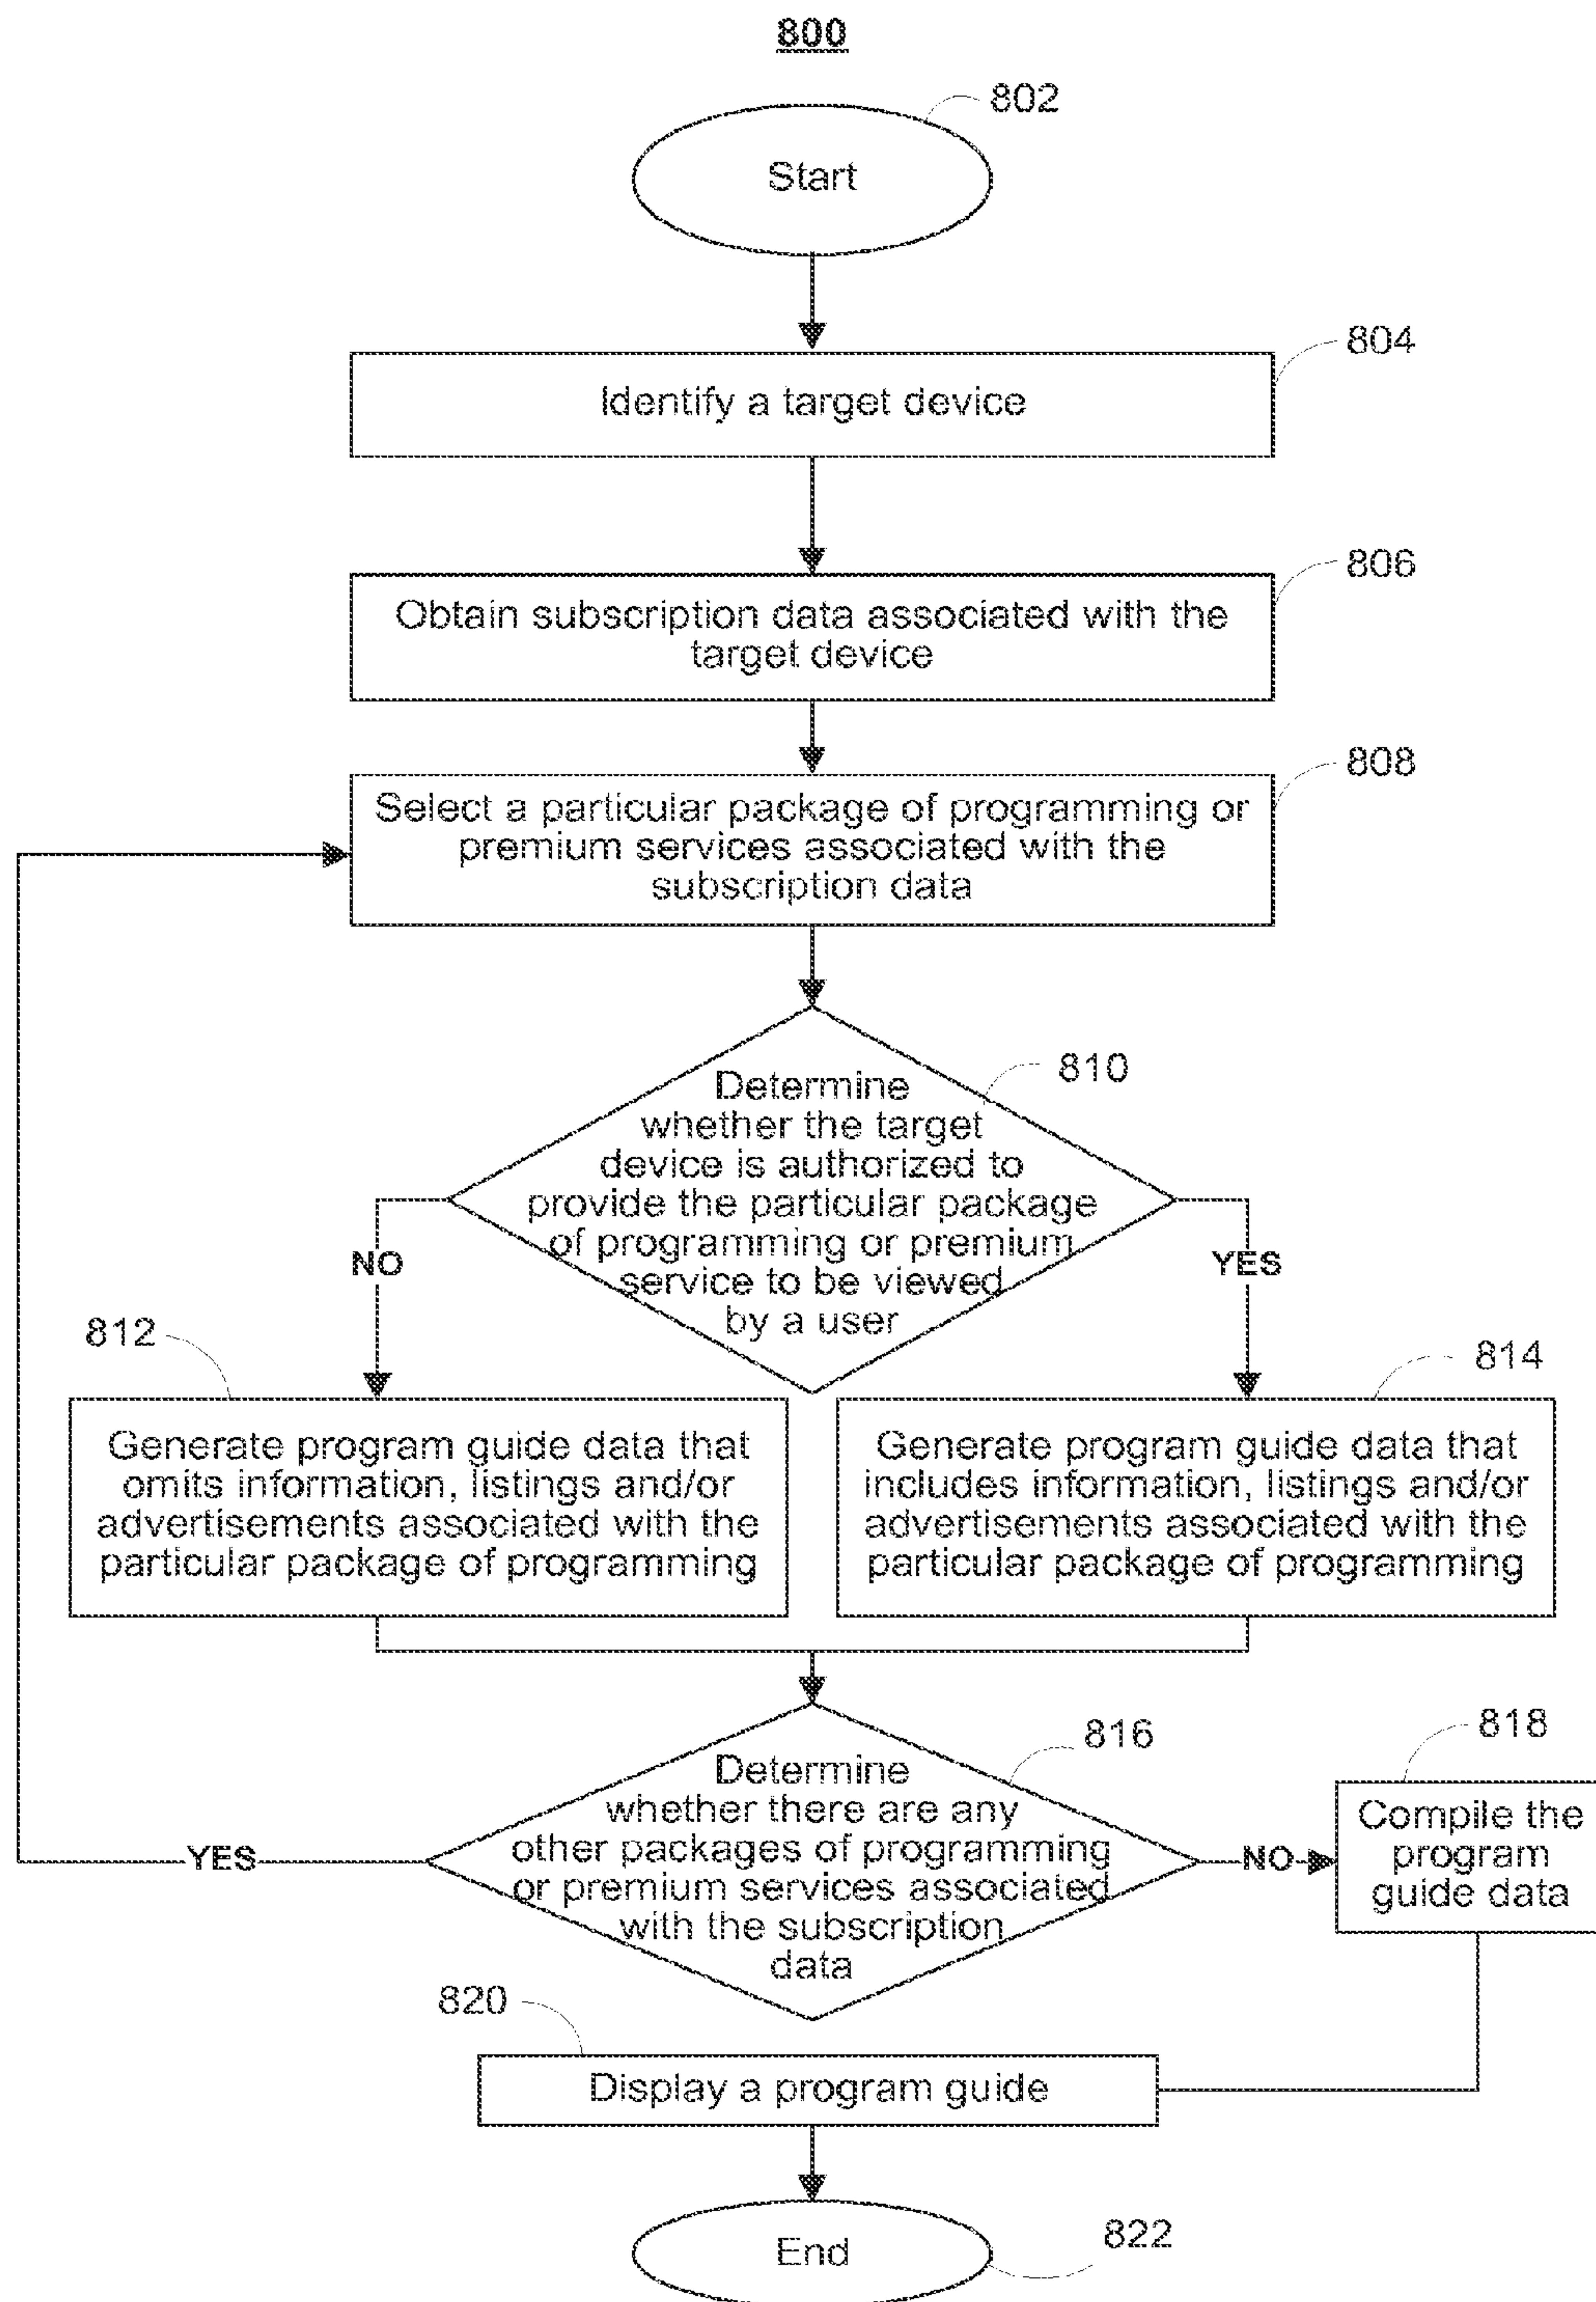 800
802
Start
804
Identify a target device
806
Obtain subscription data associated with the
target device
808
Select a particular package of programming or
premium services associated with the
subscription data
810
Determine
whether the target
device is authorized to
provide the particular package
of programming or premium
service to be viewed
by a user
NO
YES
812
814
Generate program guide data that
omits information, listings and/or
advertisements associated with the
particular package of programming
Generate program guide data that
includes information, listings and/or
advertisements associated with the
particular package of programming
816
818
Determine
whether there are any
other packages of programming
or premium services associated
with the subscription
data
YES
NO
Compile the
program
guide data
820
Display a program guide
End
822